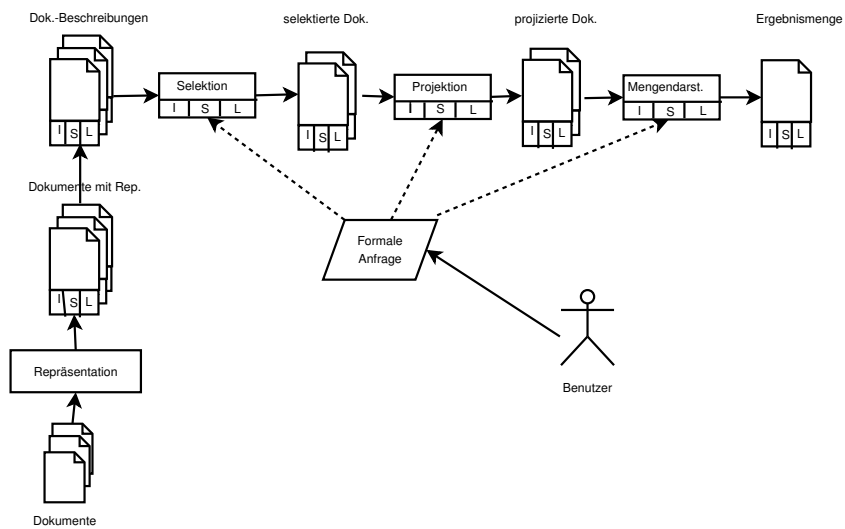 Dok.-Beschreibungen
selektierte Dok.
projizierte Dok.
Ergebnismenge
Selektion
I S L
Projektion
I S L
Mengendarst.
I S L
I S L
I S L
I S L
I S L
Dokumente mit Rep.
I S L
Formale
Anfrage
Repräsentation
Benutzer
Dokumente